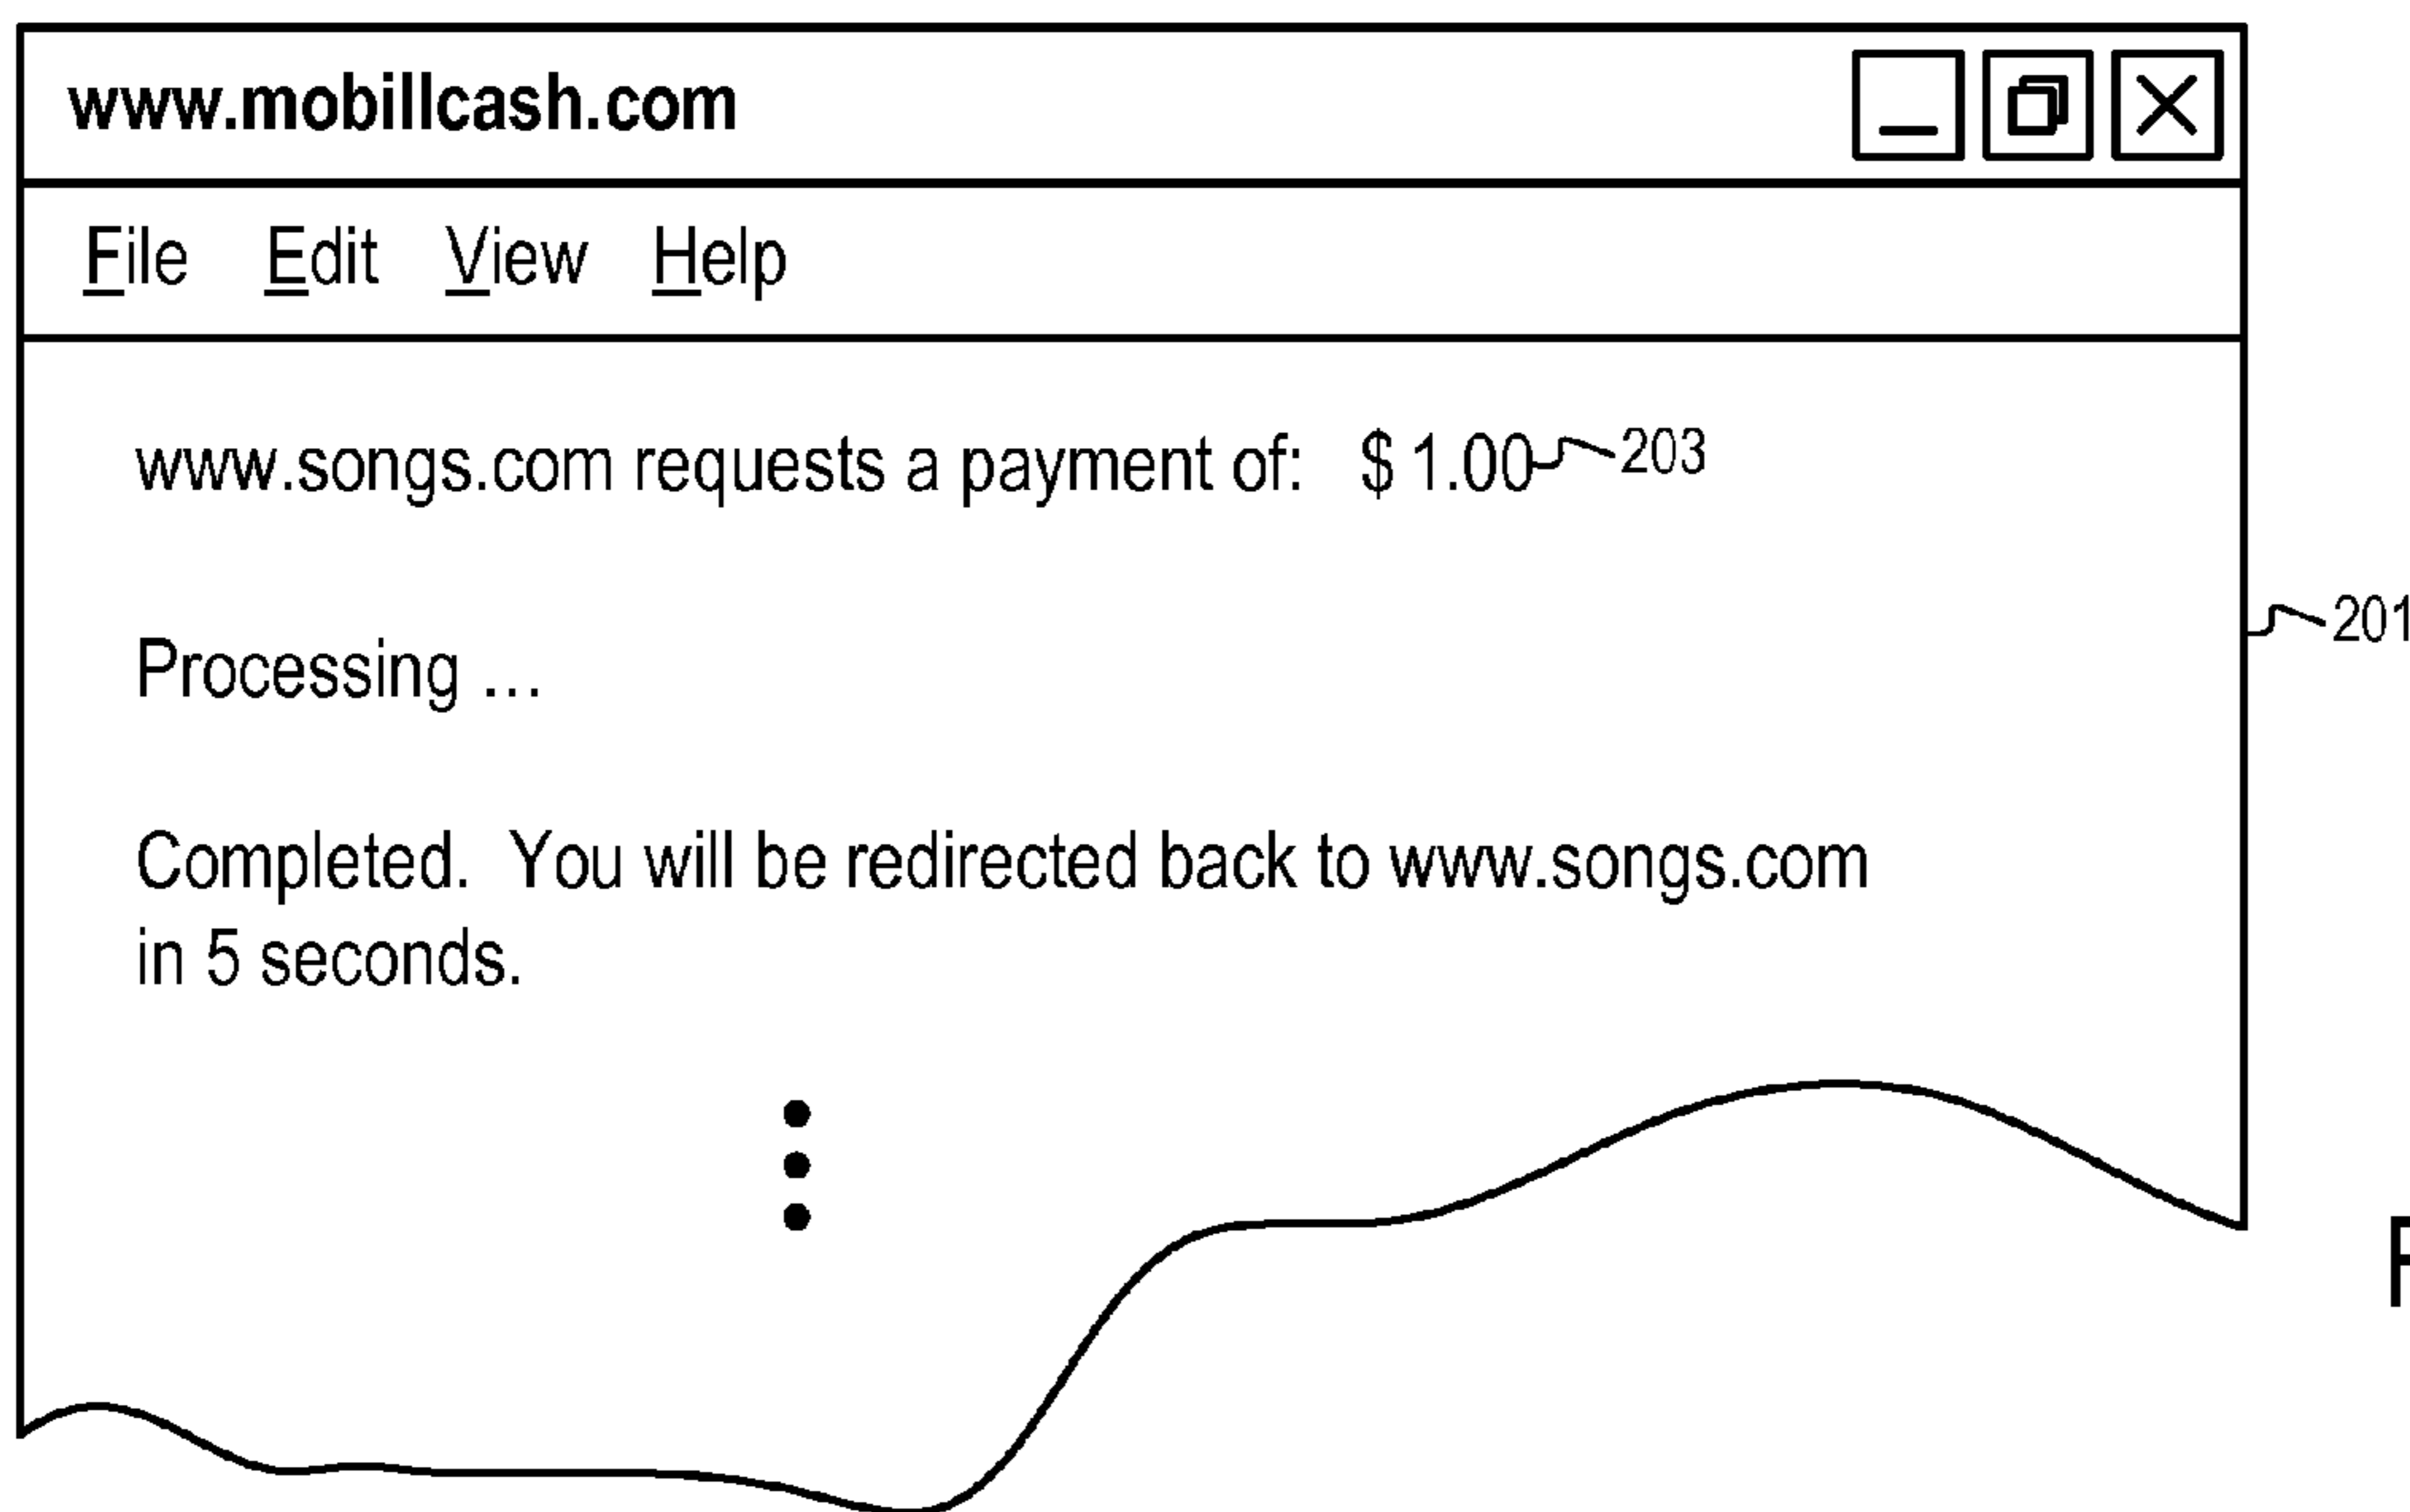 www.mobillcash.com
File Edit View Help
www.songs.com requests a payment of: $ 1.00 203
201
Processing ...
Completed. You will be redirected back to www.songs.com
in 5 seconds.